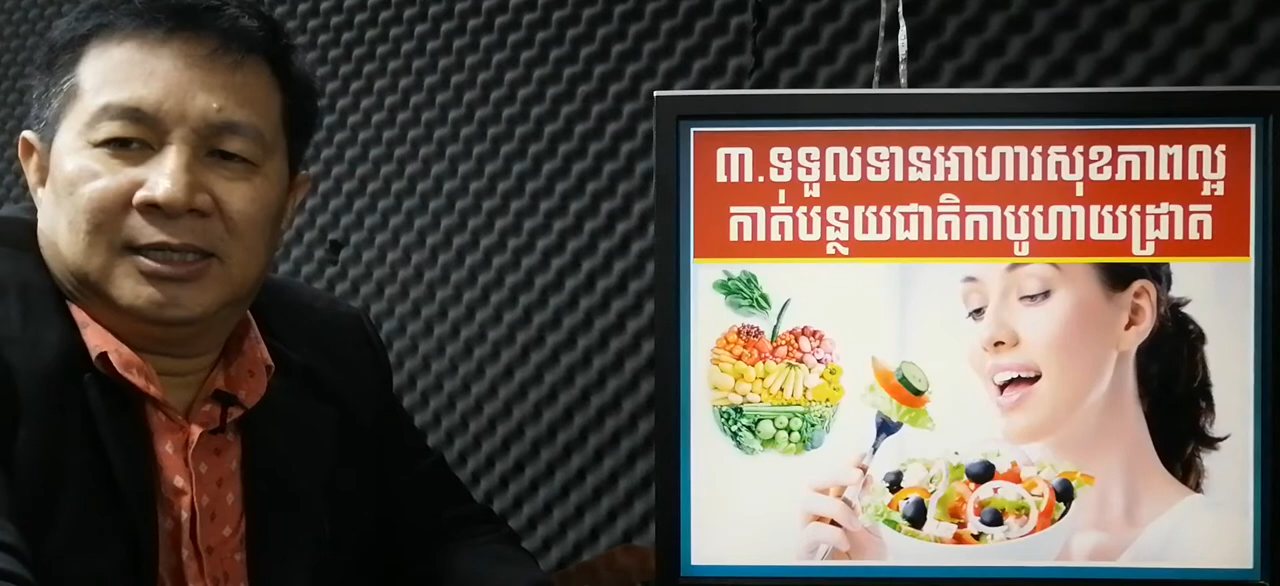 ៣.ទទួលទានអាហារសុខភាពល្អ
កាត់បន្ថយជាតិកាបូហាយដ្រាត